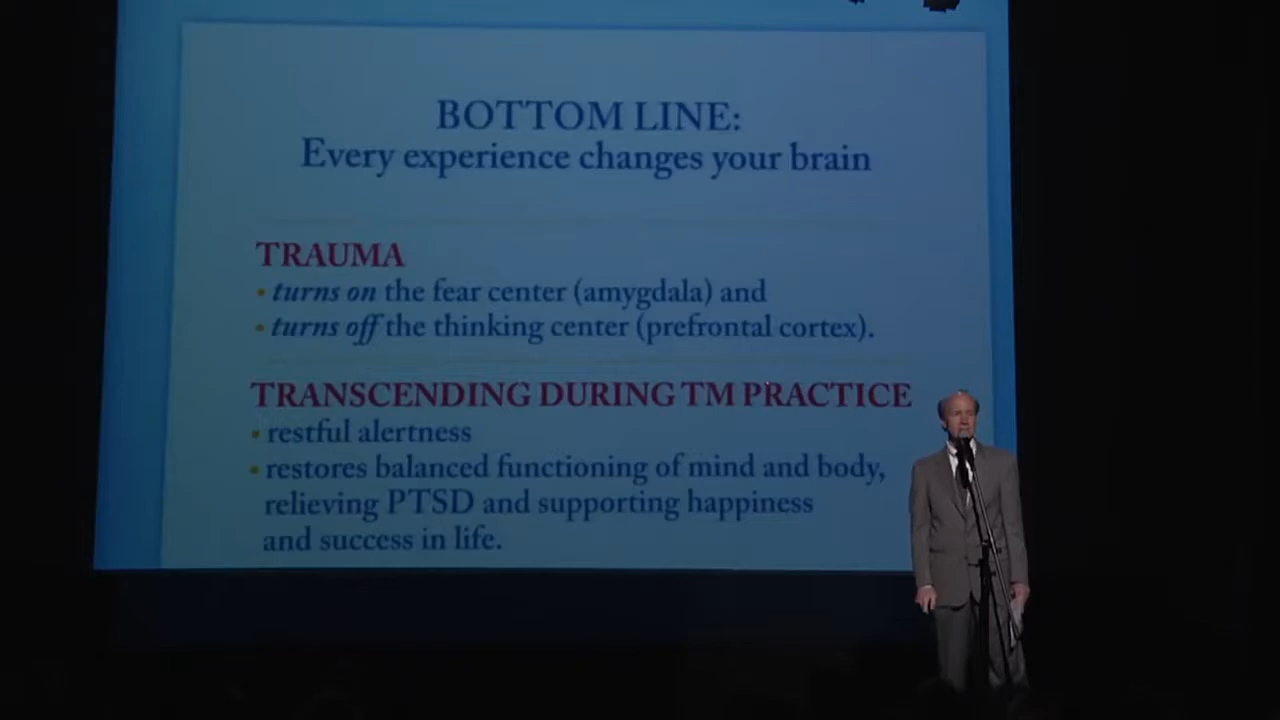 BOTTOM LINE:
Every experience changes your brain
TRAUMA
• turns on the fear center (amygdala) and
• turns off the thinking center (prefrontal cortex).
TRANSCENDING DURING TM PRACTICE
• restful alertness
• restores balanced functioning of mind and body,
relieving PTSD and supporting happiness
and success in life.